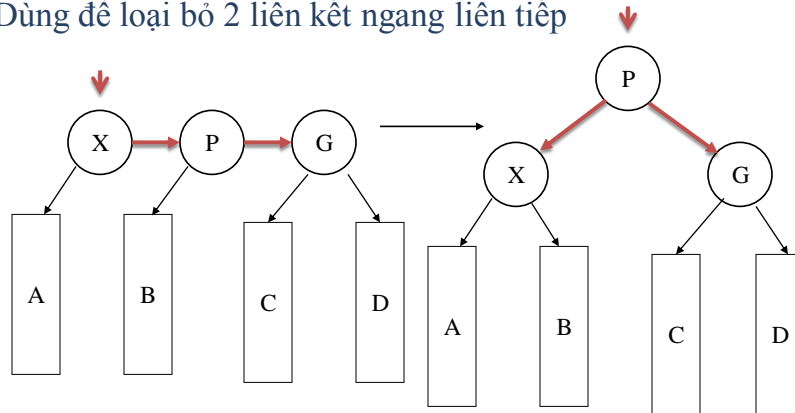 Dùng để loại bỏ 2 liên kết ngang liên tiếp
P
X P G
X G
A B C D
A B C D